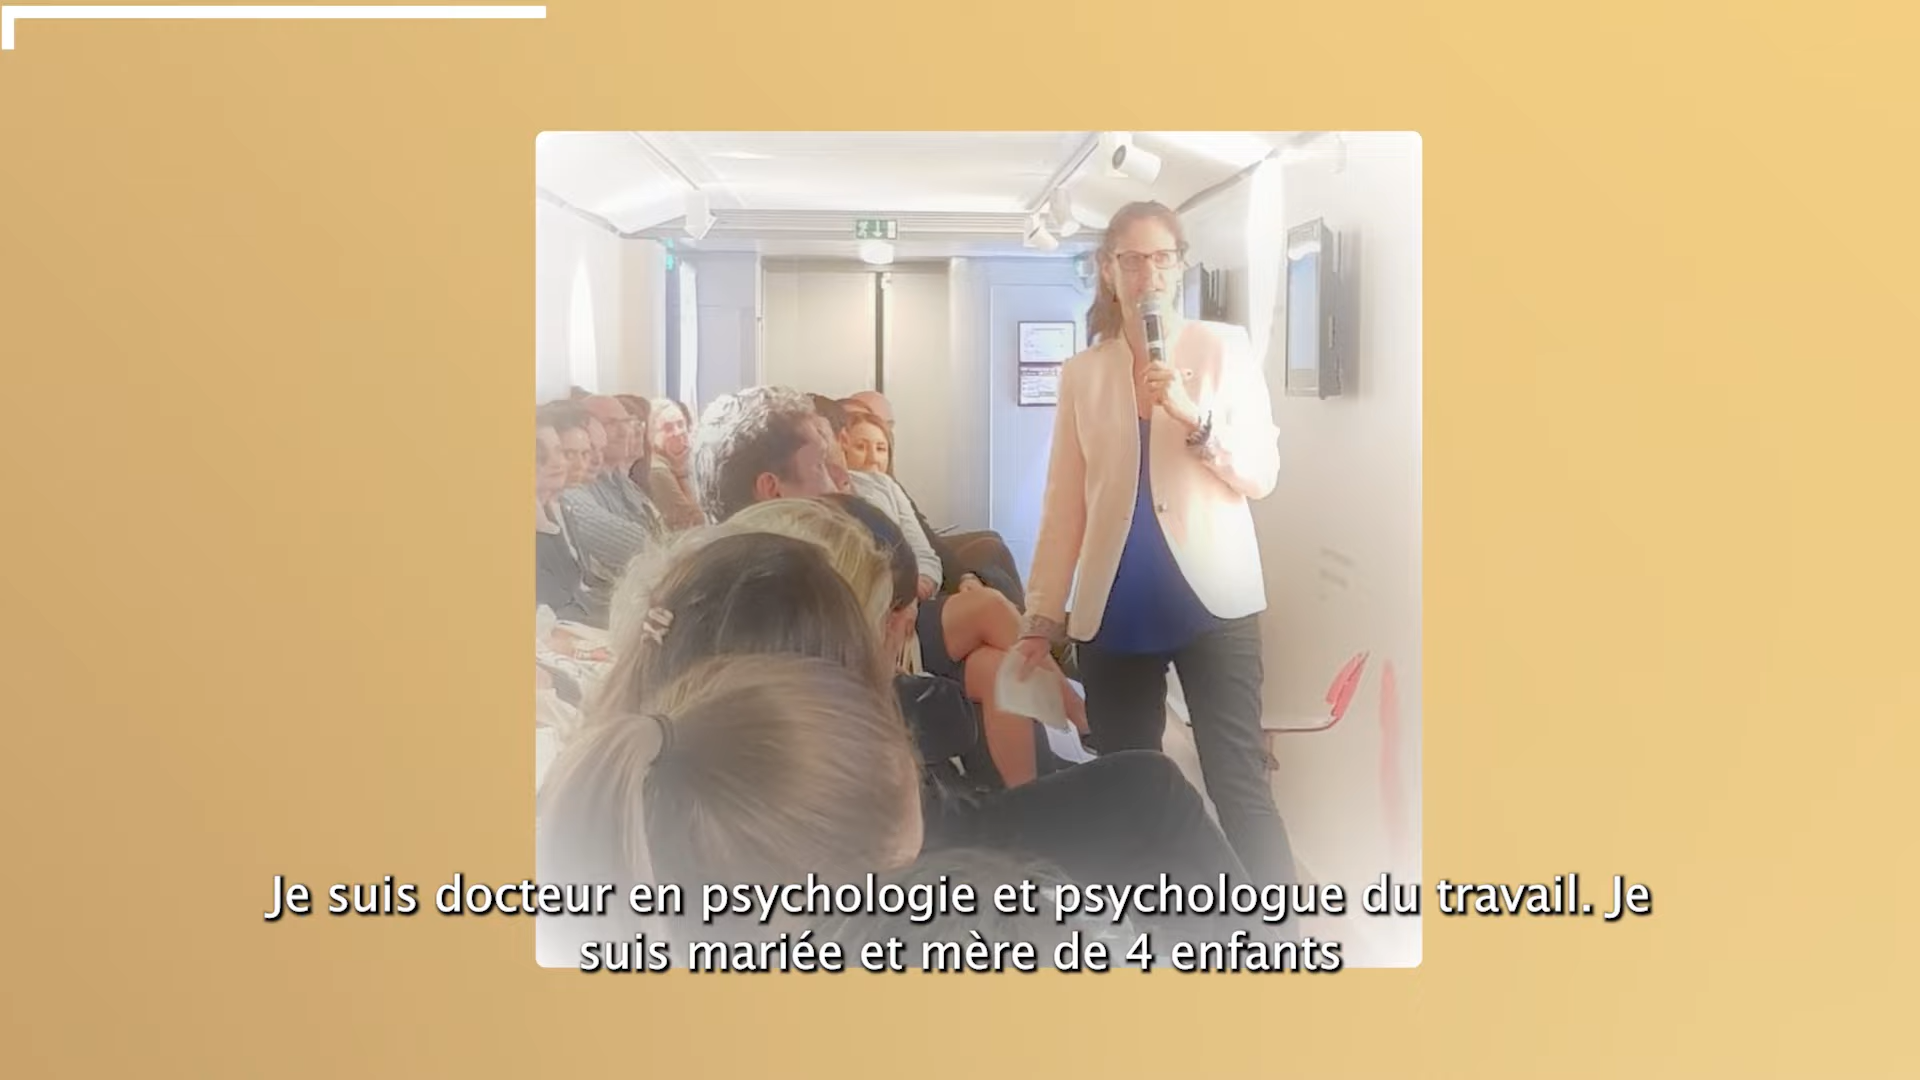 Je suis docteur en psychologie et psychologue du travail. Je
suis mariée et mère de 4 enfants